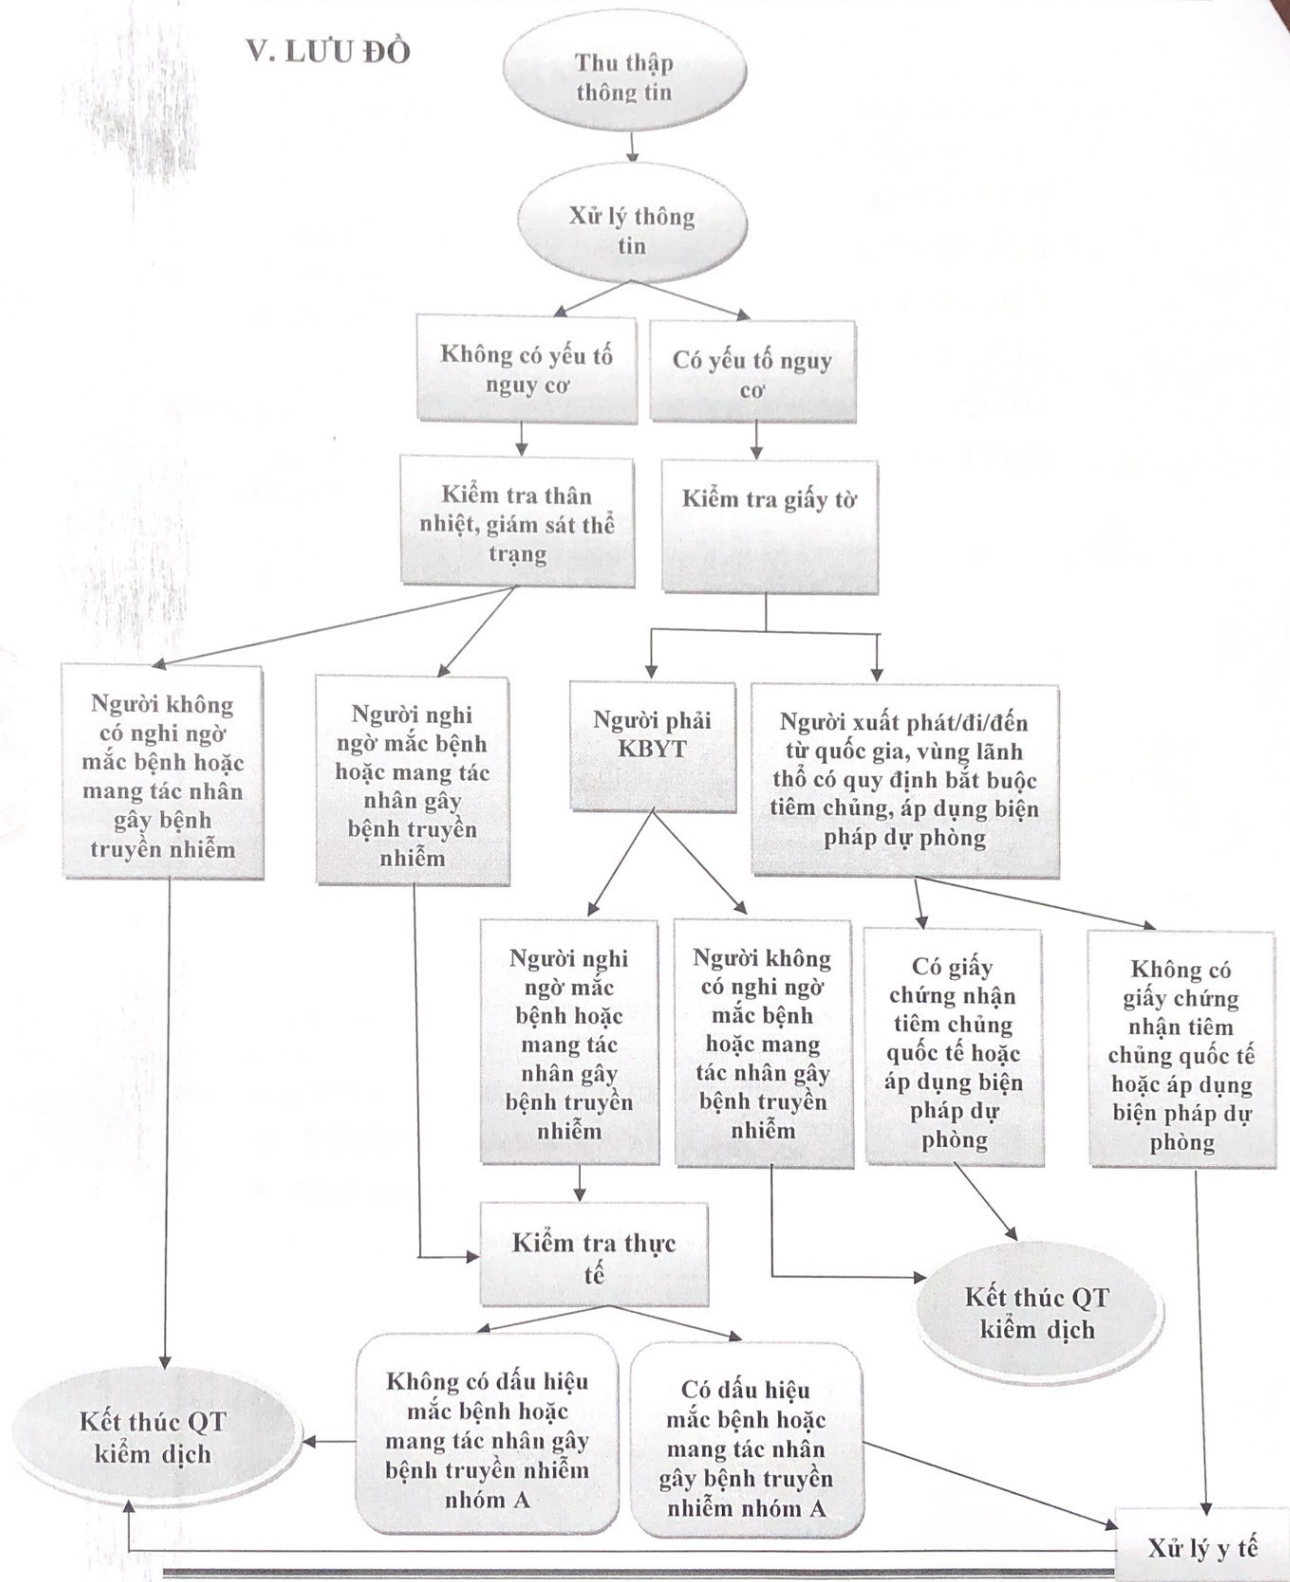 V. LƯU ĐỒ
Thu thập
thông tin
Xử lý thông
tin
Không có yếu tố
nguy cơ
Có yếu tố nguy
cơ
Kiểm tra thân
nhiệt, giám sát thể
trạng
Kiểm tra giấy tờ
Người không
có nghi ngờ
mắc bệnh hoặc
mang tác nhân
gây bệnh
truyền nhiễm
Người nghi
ngờ mắc bệnh
hoặc mang tác
nhân gây
bệnh truyền
nhiễm
Người phải
KBYT
Người xuất phát/đi/đến
từ quốc gia, vùng lãnh
thổ có quy định bắt buộc
tiêm chủng, áp dụng biện
pháp dự phòng
Người nghi
ngờ mắc
bệnh hoặc
mang tác
nhân gây
bệnh truyền
nhiễm
Người không
có nghi ngờ
mắc bệnh
hoặc mang
tác nhân gây
bệnh truyền
nhiễm
Có giấy
chứng nhận
tiêm chủng
quốc tế hoặc
áp dụng biện
pháp dự
phòng
Không có
giấy chứng
nhận tiêm
chủng quốc tế
hoặc áp dụng
biện pháp dự
phòng
Kiểm tra thực
tế
Kết thúc QT
kiểm dịch
Không có dấu hiệu
mắc bệnh hoặc
mang tác nhân gây
bệnh truyền nhiễm
nhóm A
Có dấu hiệu
mắc bệnh hoặc
mang tác nhân
gây bệnh truyền
nhiễm nhóm A
Kết thúc QT
kiểm dịch
Xử lý y tế